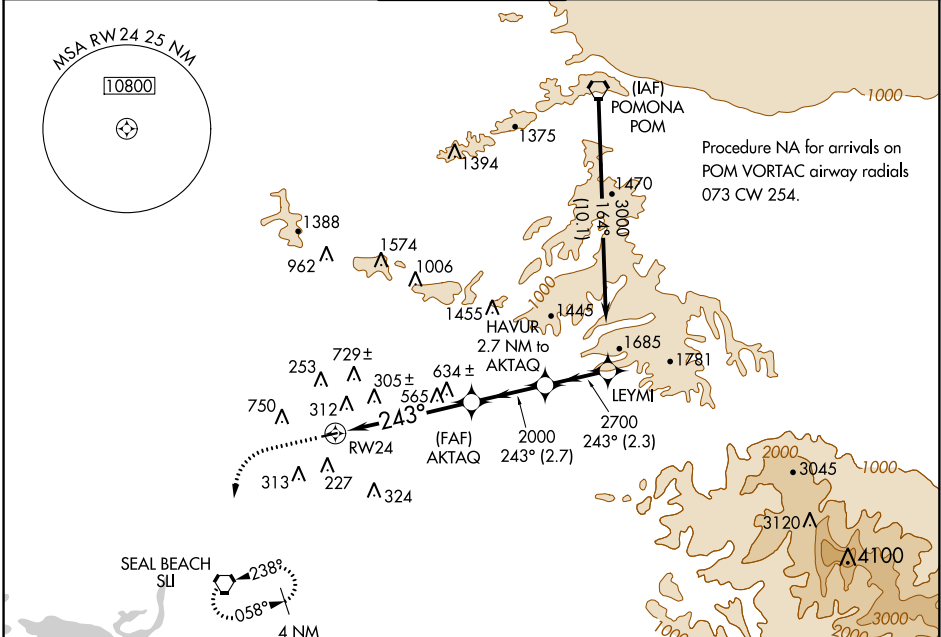 MSA RW24 25 NM
10800
(IAF)
POMONA
POM
1000
1375
1394
Procedure NA for arrivals on
POM VORTAC airway radials
073 CW 254.
1470
3000
164°
(10.1)
1388
962
1574
1006
1000
1455
1445
HAVUR
2.7 NM to
AKTAQ
1685
1781
729±
253
634±
305±
565
LEYMI
750
312
243°
(FAF)
AKTAQ
2000
243° (2.7)
2700
243° (2.3)
RW24
313
227
324
2000
3045
1000
3120
4100
SEAL BEACH
SLI
238°
058°
4 NM
3000
1000
2000